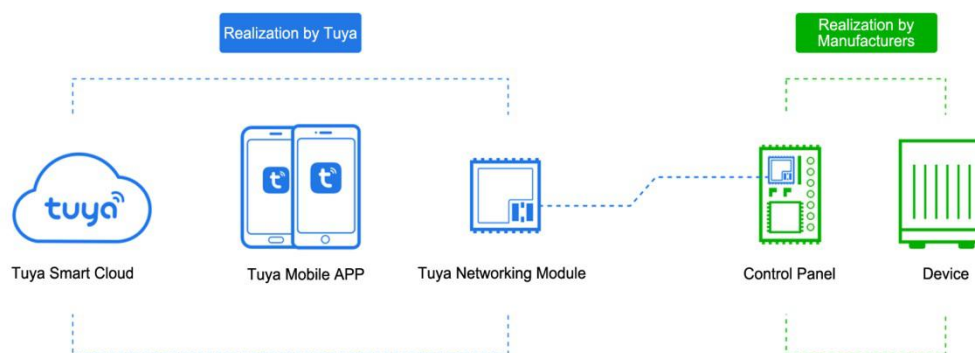 Realization by Tuya
Realization by
Manufacturers
tuya
Tuya Smart Cloud
Tuya Mobile APP
Tuya Networking Module
Control Panel
Device